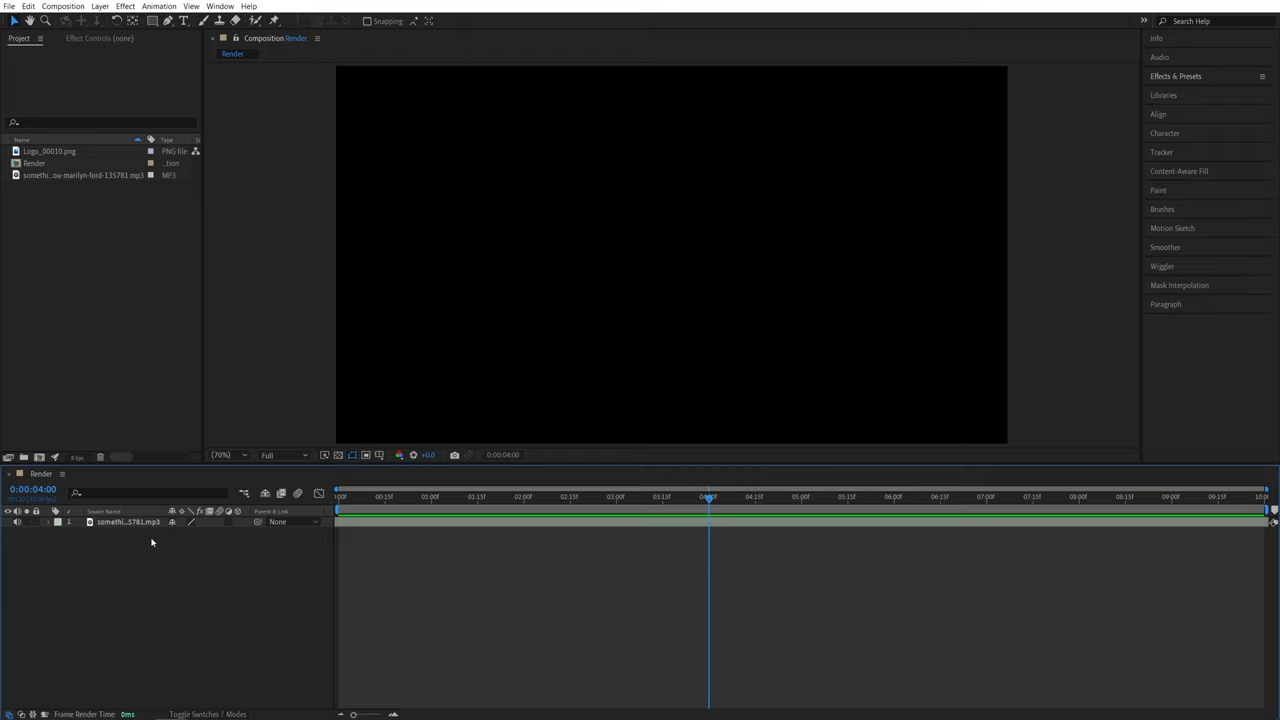 File Edit Composition Layer Effect Animation View Window Help
Snapping
Search Help
Project
Effect Controls (none)
Composition Render
Render
Name Type
Logo_00010.png PNG file
Render ...tion
somethi...ou-marilyn-ford-135781.mp3 MP3
8 bpc
(70%) Full +0.0 0:00:04:00
Info
Audio
Effects & Presets
Libraries
Align
Character
Tracker
Content-Aware Fill
Paint
Brushes
Motion Sketch
Smoother
Wiggler
Mask Interpolation
Paragraph
Render
0:00:04:00
# Source Name Parent & Link
1 somethi...5781.mp3 None
:00f 00:15f 01:00f 01:15f 02:00f 02:15f 03:00f 03:15f 04:00f 04:15f 05:00f 05:15f 06:00f 06:15f 07:00f 07:15f 08:00f 08:15f 09:00f 09:15f 10:0
Frame Render Time: 0ms
Toggle Switches / Modes